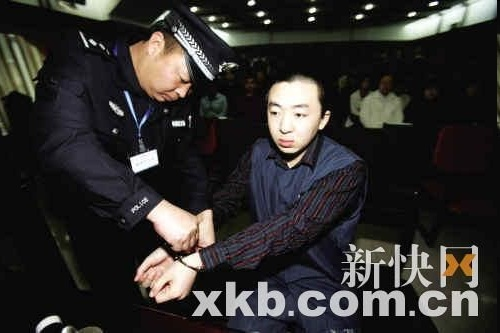 POLICE
新快网
xkb.com.cn